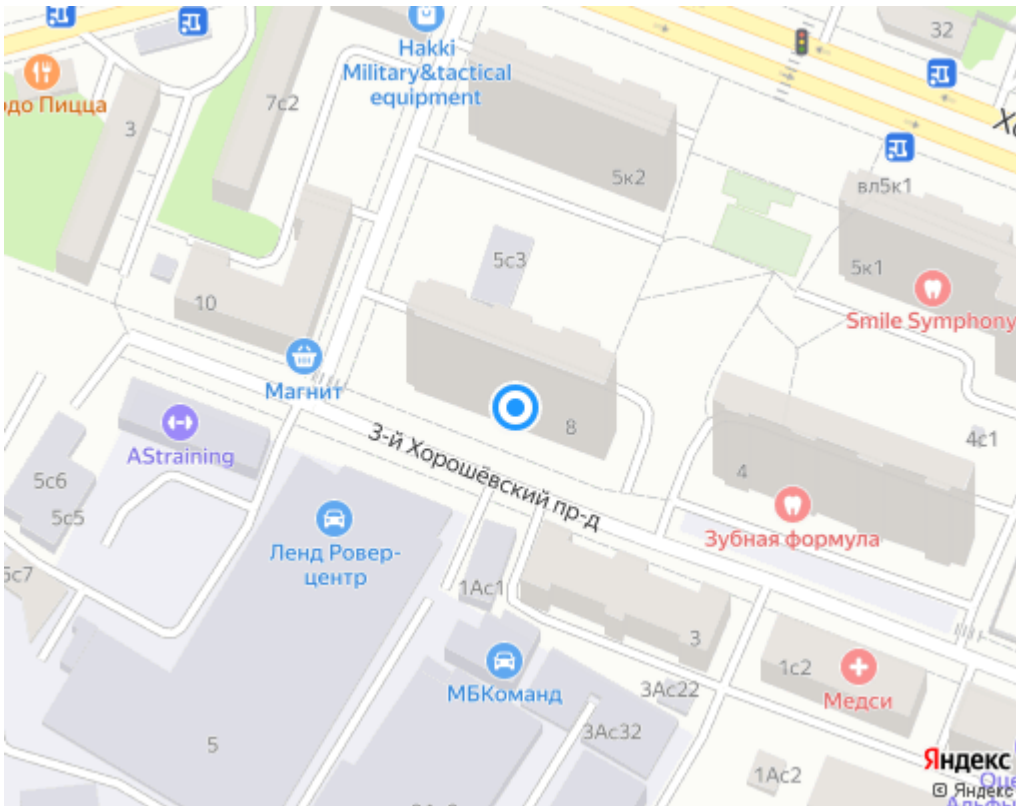 32
Hakki
Military&tactical
equipment
до Пицца
7с2
3
5к2
вл5к1
5с3
5к1
10
Smile Symphony
Магнит
8
3-й Хорошёвский пр-д
AStraining
4с1
4
5с6
5с5
Ленд Ровер-
центр
Зубная формула
1Ас1
3
1с2
МБКоманд
3Ас22
Медси
3Ас32
5
1Ас2
Яндекс
© Яндекс